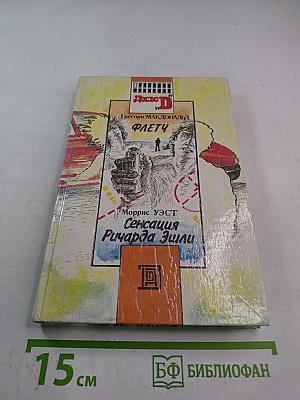 Досье "D"
Грегори МАКДОНАЛЬД
ФЛЕТЧ
Моррис УЭСТ
Сенсация
Ричарда Эшли
15 см
БФ БИБЛИОФАН